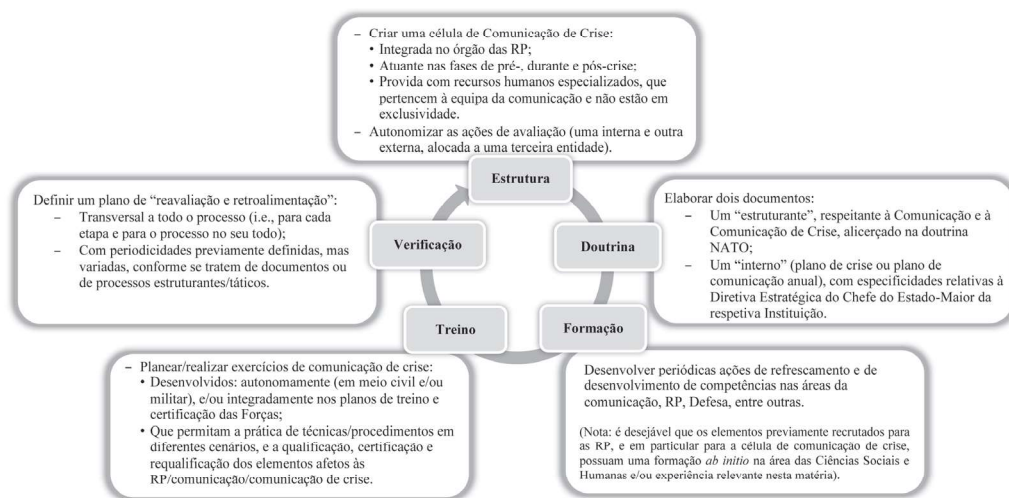 – Criar uma célula de Comunicação de Crise:
• Integrada no órgão das RP;
• Atuante nas fases de pré-, durante e pós-crise;
• Provida com recursos humanos especializados, que
pertencem à equipa da comunicação e não estão em
exclusividade.
– Autonomizar as ações de avaliação (uma interna e outra
externa, alocada a uma terceira entidade).
Estrutura
Definir um plano de “reavaliação e retroalimentação”:
– Transversal a todo o processo (i.e., para cada
etapa e para o processo no seu todo);
– Com periodicidades previamente definidas, mas
variadas, conforme se tratem de documentos ou
de processos estruturantes/táticos.
Verificação
Doutrina
Elaborar dois documentos:
– Um “estruturante”, respeitante à Comunicação e à
Comunicação de Crise, alicerçado na doutrina
NATO;
– Um “interno” (plano de crise ou plano de
comunicação anual), com especificidades relativas à
Diretiva Estratégica do Chefe do Estado-Maior da
respetiva Instituição.
Treino
Formação
– Planear/realizar exercícios de comunicação de crise:
• Desenvolvidos: autonomamente (em meio civil e/ou
militar), e/ou integradamente nos planos de treino e
certificação das Forças;
• Que permitam a prática de técnicas/procedimentos em
diferentes cenários, e a qualificação, certificação e
requalificação dos elementos afetos às
RP/comunicação/comunicação de crise.
Desenvolver periódicas ações de refrescamento e de
desenvolvimento de competências nas áreas da
comunicação, RP, Defesa, entre outras.
(Nota: é desejável que os elementos previamente recrutados para
as RP, e em particular para a célula de comunicação de crise,
possuam uma formação ab initio na área das Ciências Sociais e
Humanas e/ou experiência relevante nesta matéria).